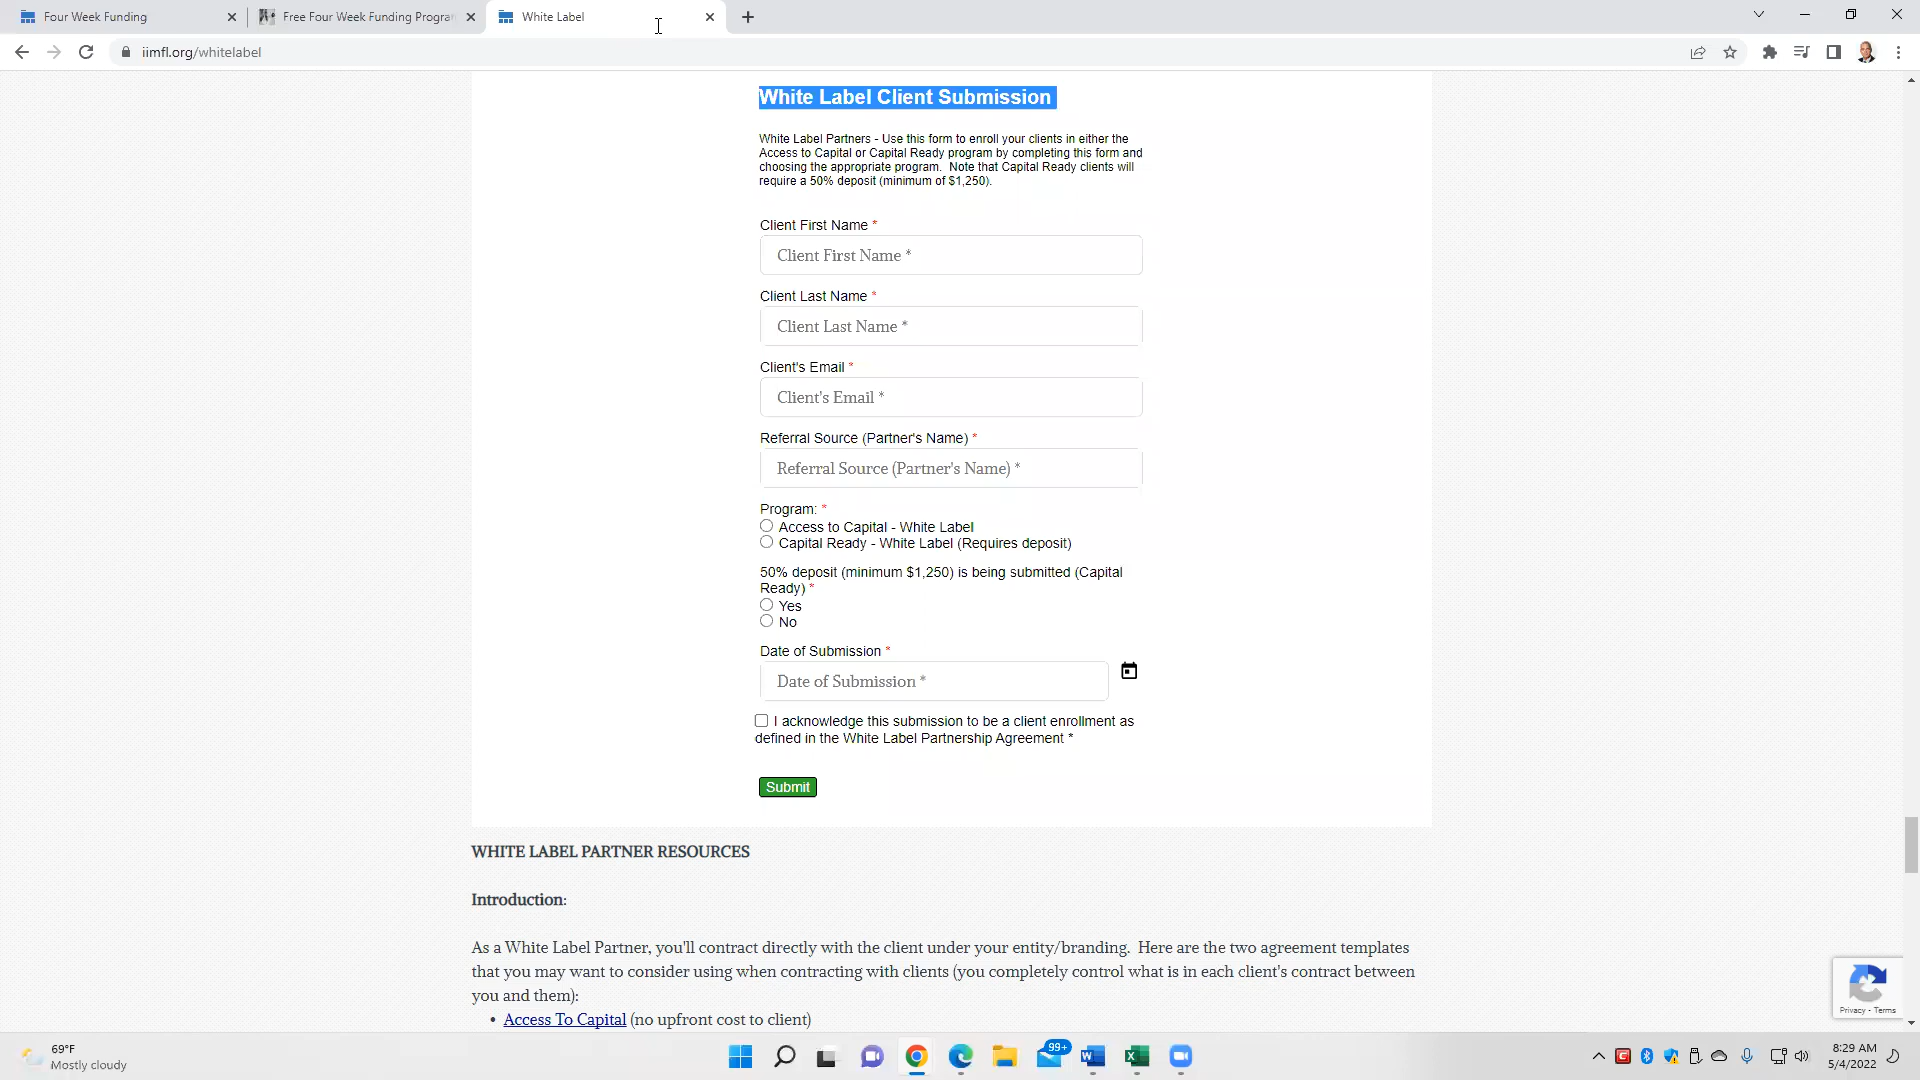 Four Week Funding
Free Four Week Funding Progra
White Label
iimfl.org/whitelabel
White Label Client Submission
White Label Partners - Use this form to enroll your clients in either the
Access to Capital or Capital Ready program by completing this form and
choosing the appropriate program.  Note that Capital Ready clients will
require a 50% deposit (minimum of $1,250).
Client First Name *
Client First Name *
Client Last Name *
Client Last Name *
Client's Email *
Client's Email *
Referral Source (Partner's Name) *
Referral Source (Partner's Name) *
Program: *
Access to Capital - White Label
Capital Ready - White Label (Requires deposit)
50% deposit (minimum $1,250) is being submitted (Capital
Ready) *
Yes
No
Date of Submission *
Date of Submission *
I acknowledge this submission to be a client enrollment as
defined in the White Label Partnership Agreement *
Submit
WHITE LABEL PARTNER RESOURCES
Introduction:
As a White Label Partner, you'll contract directly with the client under your entity/branding.  Here are the two agreement templates
that you may want to consider using when contracting with clients (you completely control what is in each client's contract between
you and them):
• Access To Capital (no upfront cost to client)
Privacy - Terms
69°F
Mostly cloudy
99+
8:29 AM
5/4/2022